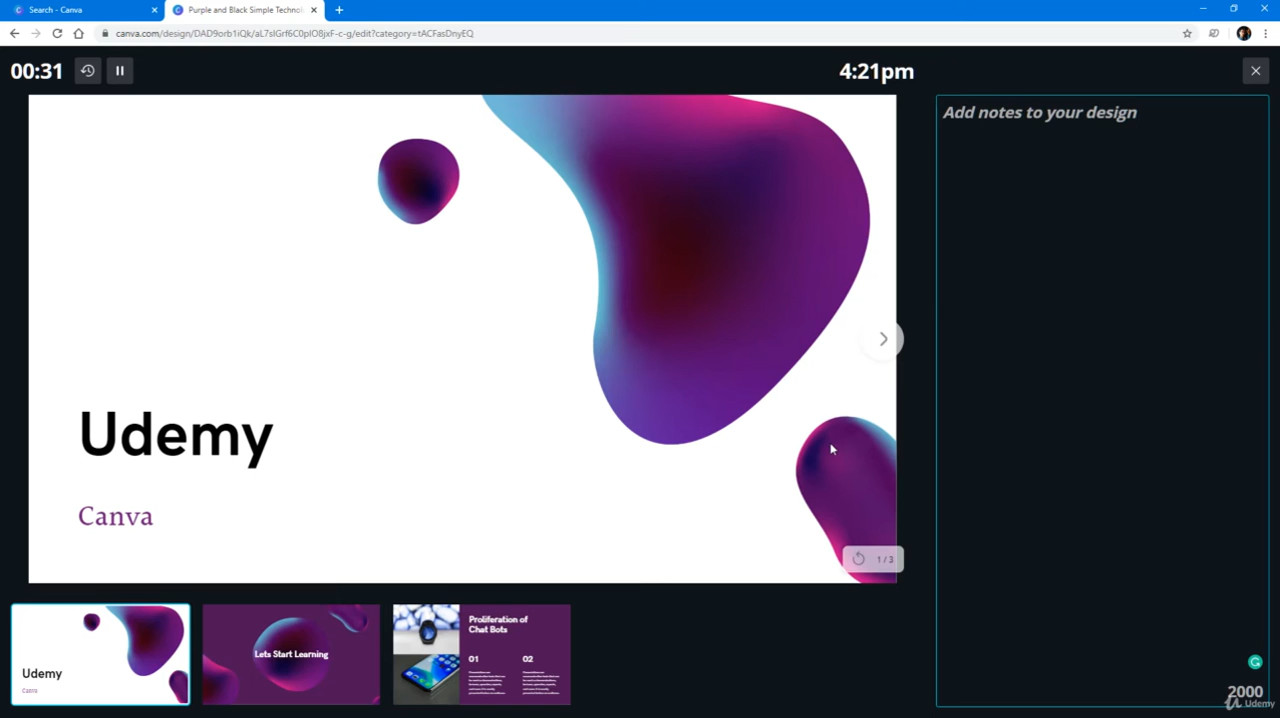 Search - Canva
Purple and Black Simple Technol
canva.com/design/DAD9orb1iQk/aL7slGrf6C0plO8jxF-c-g/edit?category=tACFasDnyEQ
00:31
4:21pm
Add notes to your design
Udemy
Canva
1 / 3
Udemy
Canva
Lets Start Learning
Proliferation of
Chat Bots
01
02
2000
Udemy